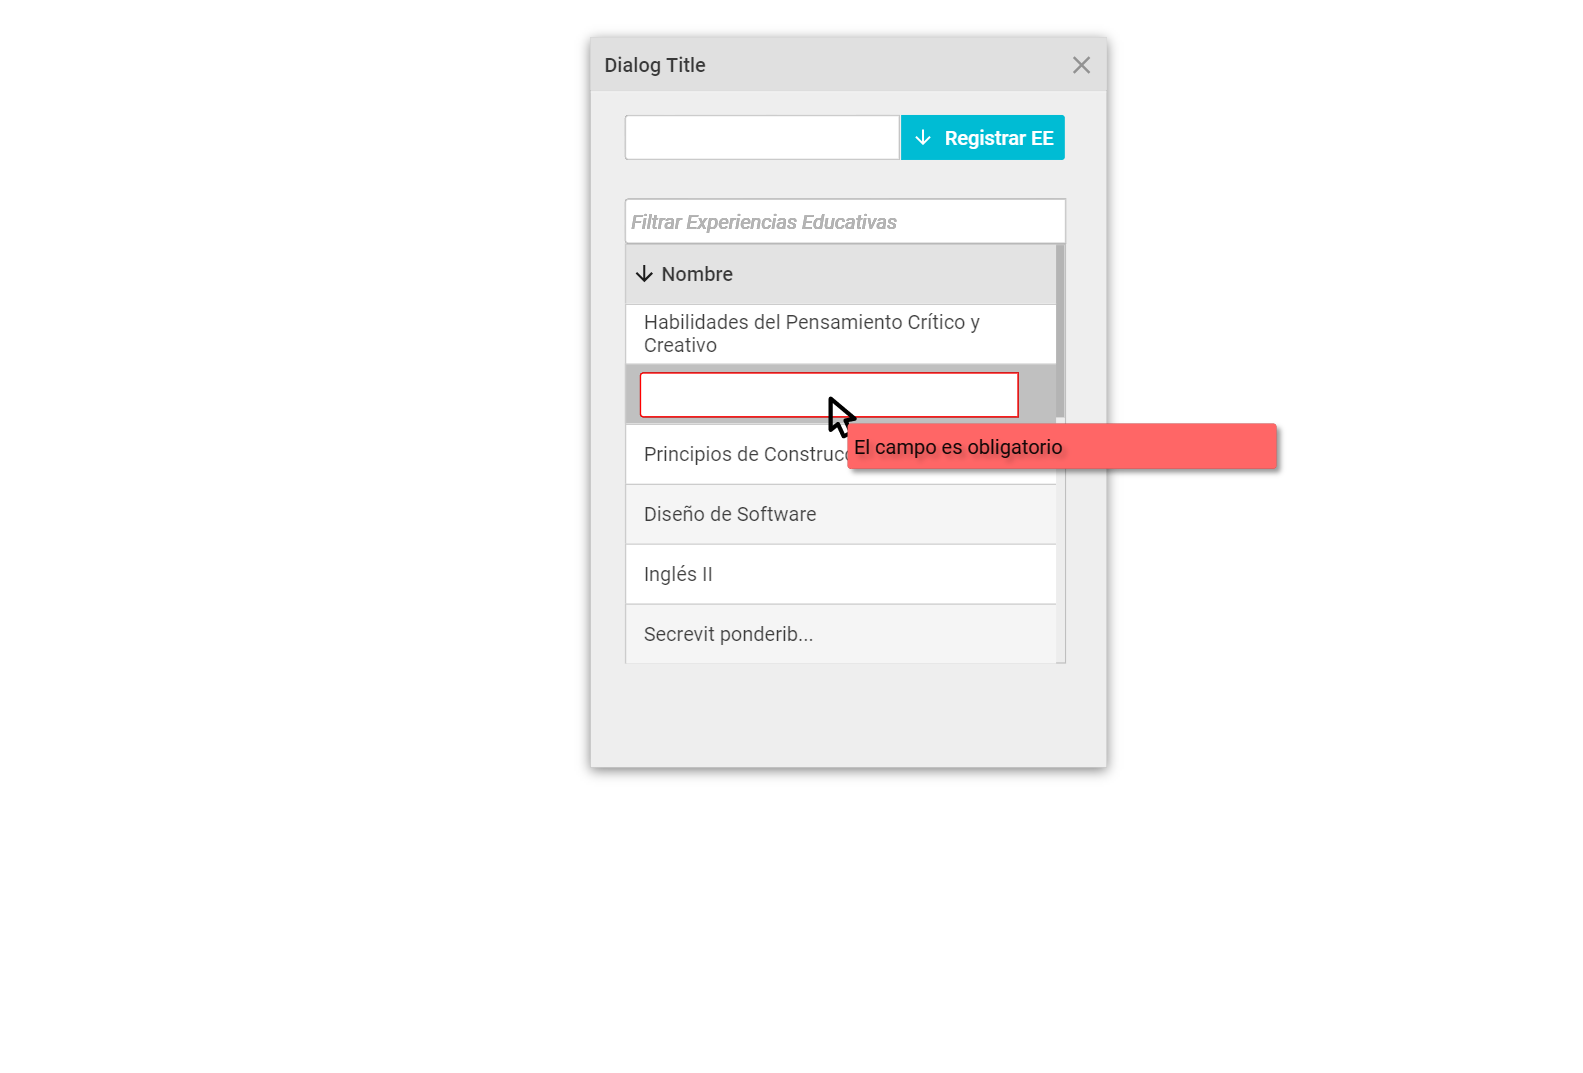 Dialog Title
Registrar EE
Filtrar Experiencias Educativas
Nombre
Habilidades del Pensamiento Crítico y
Creativo
Principios de Construcc
El campo es obligatorio
Diseño de Software
Inglés II
Secrevit ponderib...